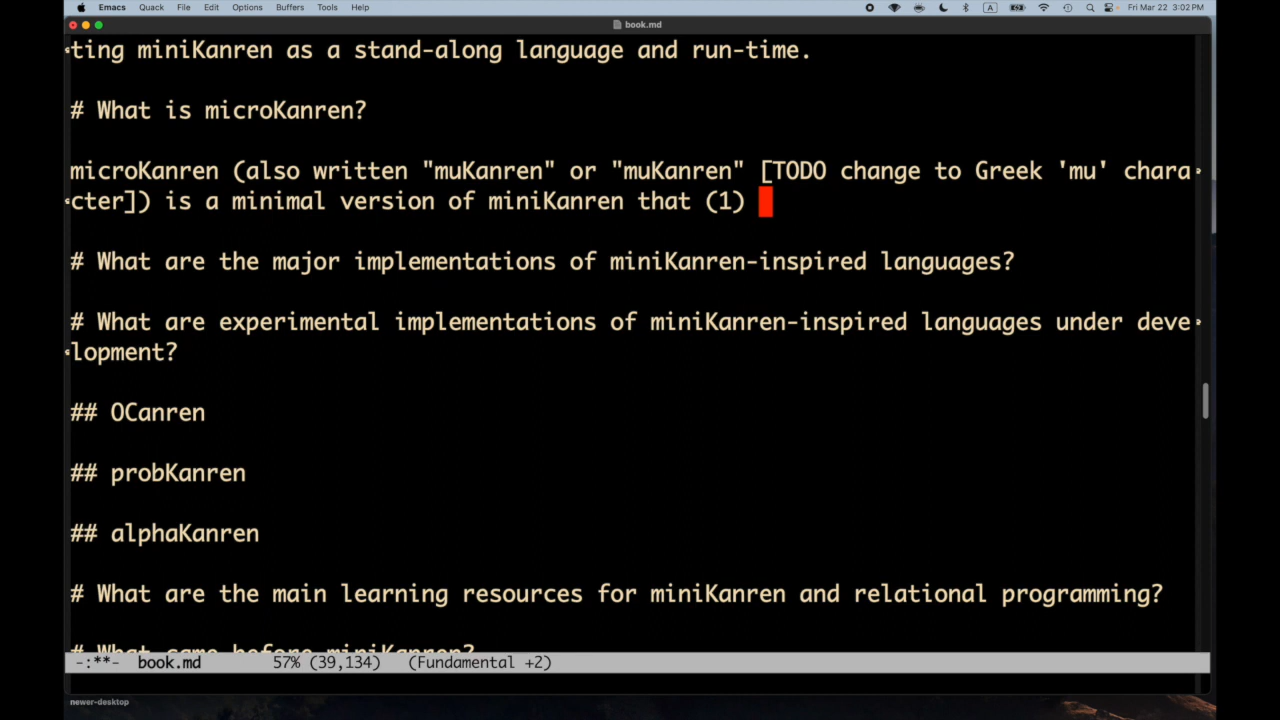 Emacs Quack File Edit Options Buffers Tools Help A Fri Mar 22 3:02 PM
book.md
ting miniKanren as a stand-along language and run-time.
# What is microKanren?
microKanren (also written "muKanren" or "muKanren" [TODO change to Greek 'mu' chara
cter]) is a minimal version of miniKanren that (1)
# What are the major implementations of miniKanren-inspired languages?
# What are experimental implementations of miniKanren-inspired languages under deve
lopment?
## OCanren
## probKanren
## alphaKanren
# What are the main learning resources for miniKanren and relational programming?
# What came before miniKanren?
-:**- book.md 57% (39,134) (Fundamental +2)
newer-desktop